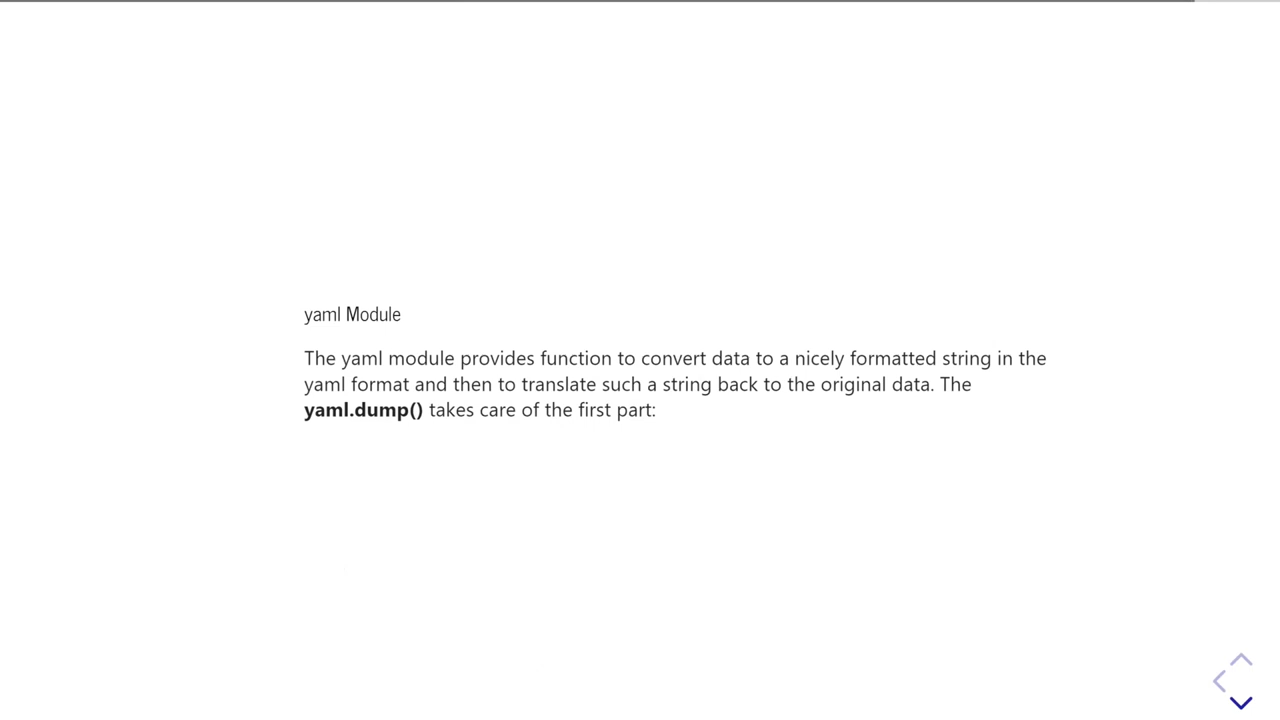 yaml Module
The yaml module provides function to convert data to a nicely formatted string in the
yaml format and then to translate such a string back to the original data. The
yaml.dump() takes care of the first part: